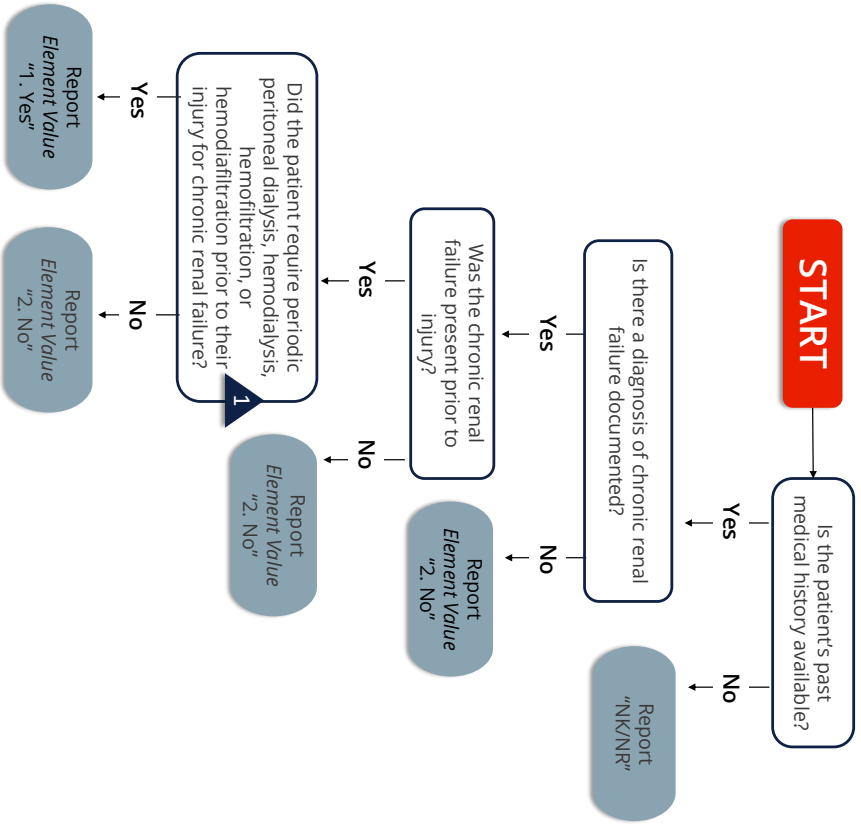 START
Is the patient's past
medical history available?
Yes
No
Report
"NK/NR"
Is there a diagnosis of chronic renal
failure documented?
Yes
No
Report
Element Value
"2. No"
Was the chronic renal
failure present prior to
injury?
Yes
No
Report
Element Value
"2. No"
Did the patient require periodic
peritoneal dialysis, hemodialysis,
hemofiltration, or
hemodiafiltration prior to their
injury for chronic renal failure?
1
Yes
No
Report
Element Value
"1. Yes"
Report
Element Value
"2. No"